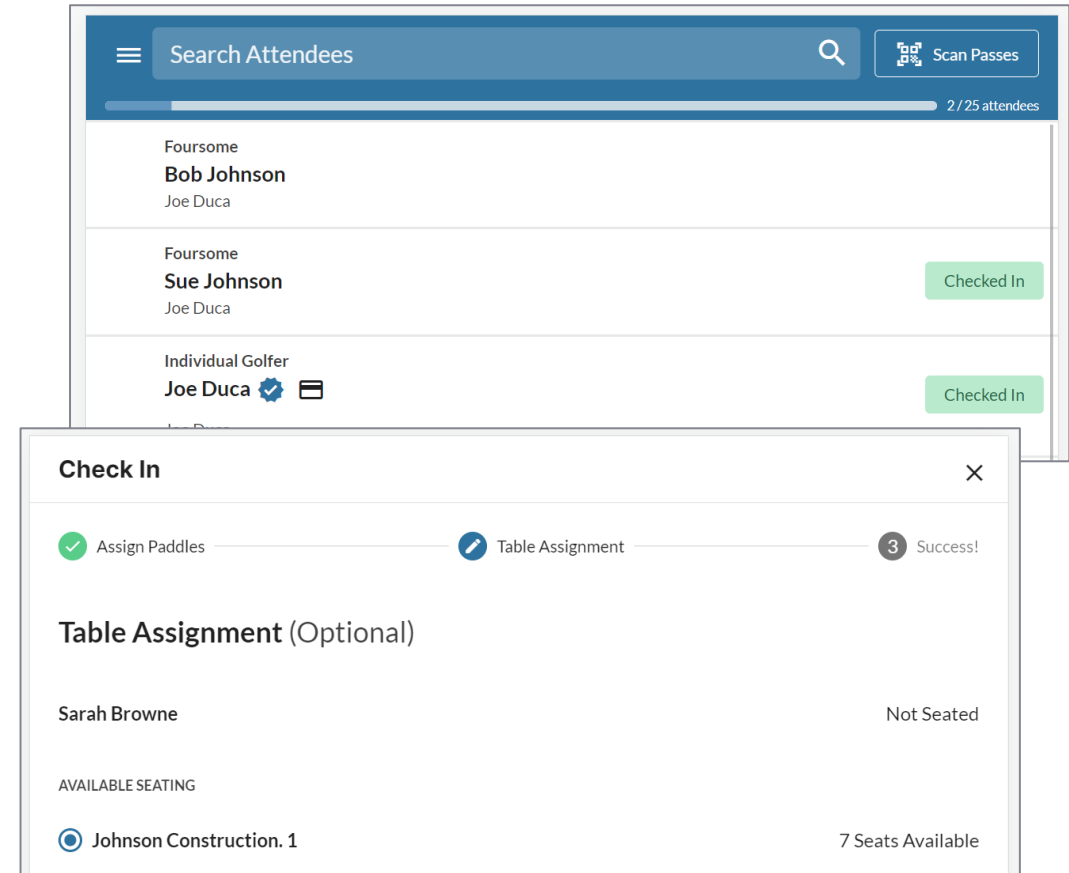 Search Attendees
Scan Passes
2 / 25 attendees
Foursome
Bob Johnson
Joe Duca
Foursome
Sue Johnson
Checked In
Joe Duca
Individual Golfer
Joe Duca
Checked In
Check In
Assign Paddles
Table Assignment
3 Success!
Table Assignment (Optional)
Sarah Browne
Not Seated
AVAILABLE SEATING
Johnson Construction. 1
7 Seats Available